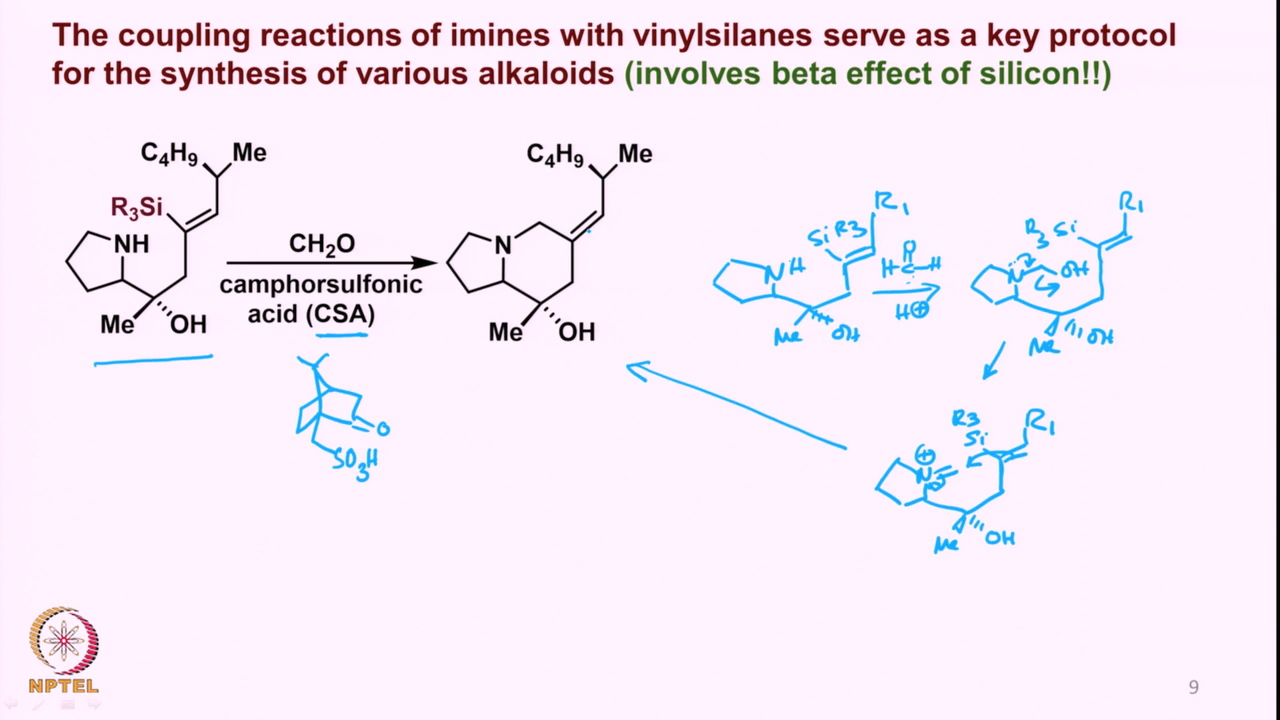 The coupling reactions of imines with vinylsilanes serve as a key protocol
for the synthesis of various alkaloids (involves beta effect of silicon!!)
C4H9 Me
R3Si
NH
Me OH
CH2O
camphorsulfonic
acid (CSA)
O
SO3H
C4H9 Me
N
Me OH
R1
SiR3
NH
Me OH
O
H-C-H
H⊕
R1
R3Si
N OH
Me OH
R3
Si
R1
⊕
N
Me OH
NPTEL
9